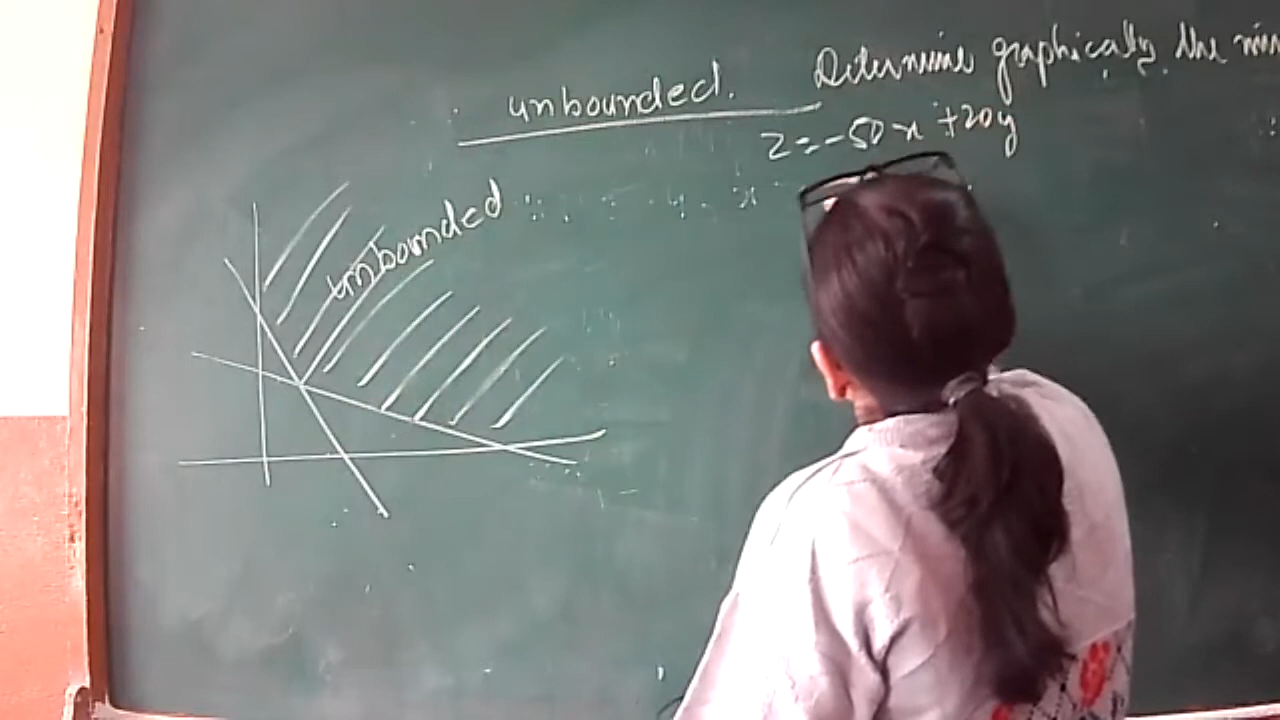 unbounded.
Determine graphically the
Z = -50x + 20y
unbounded